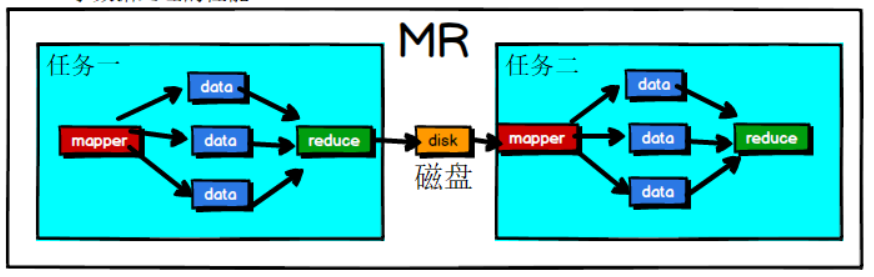 MR
任务一
data
mapper
data
reduce
data
disk
磁盘
任务二
data
mapper
data
reduce
data